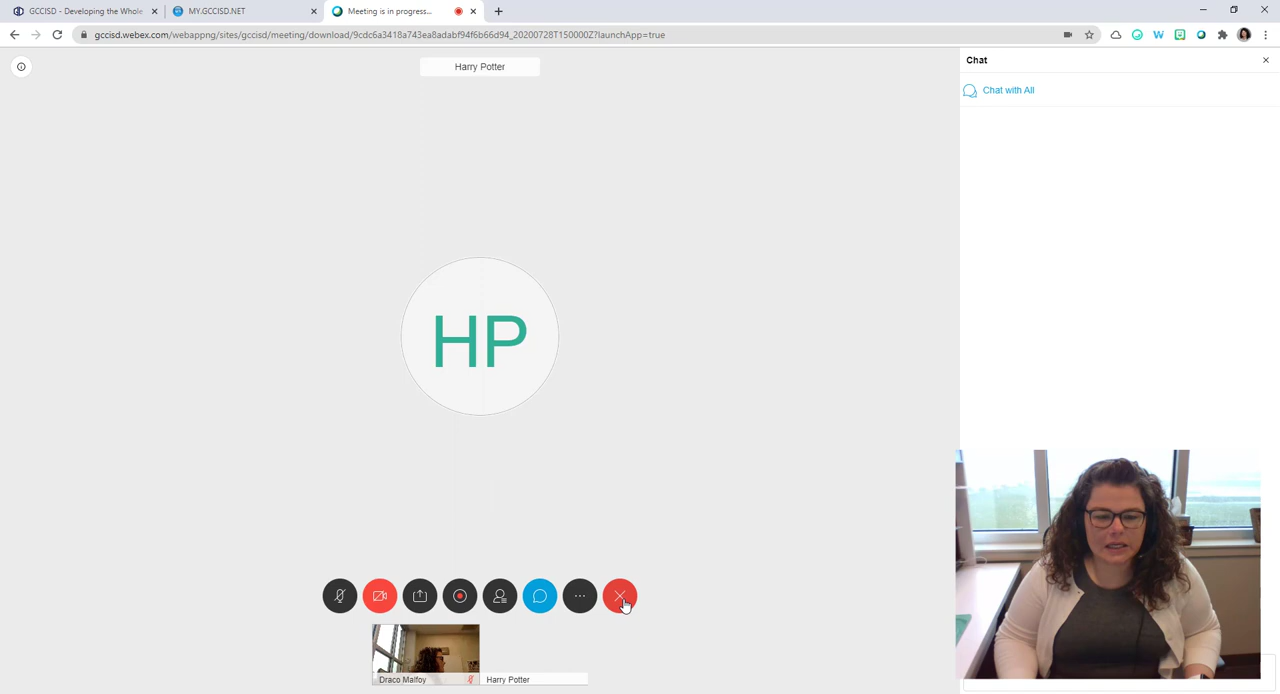 GCCISD - Developing the Whole
MY.GCCISD.NET
Meeting is in progress...
gccisd.webex.com/webappng/sites/gccisd/meeting/download/9cdc6a3418a743ea8adabf94f6b66d94_20200728T150000Z?launchApp=true
Harry Potter
Chat
Chat with All
HP
Draco Malfoy
Harry Potter